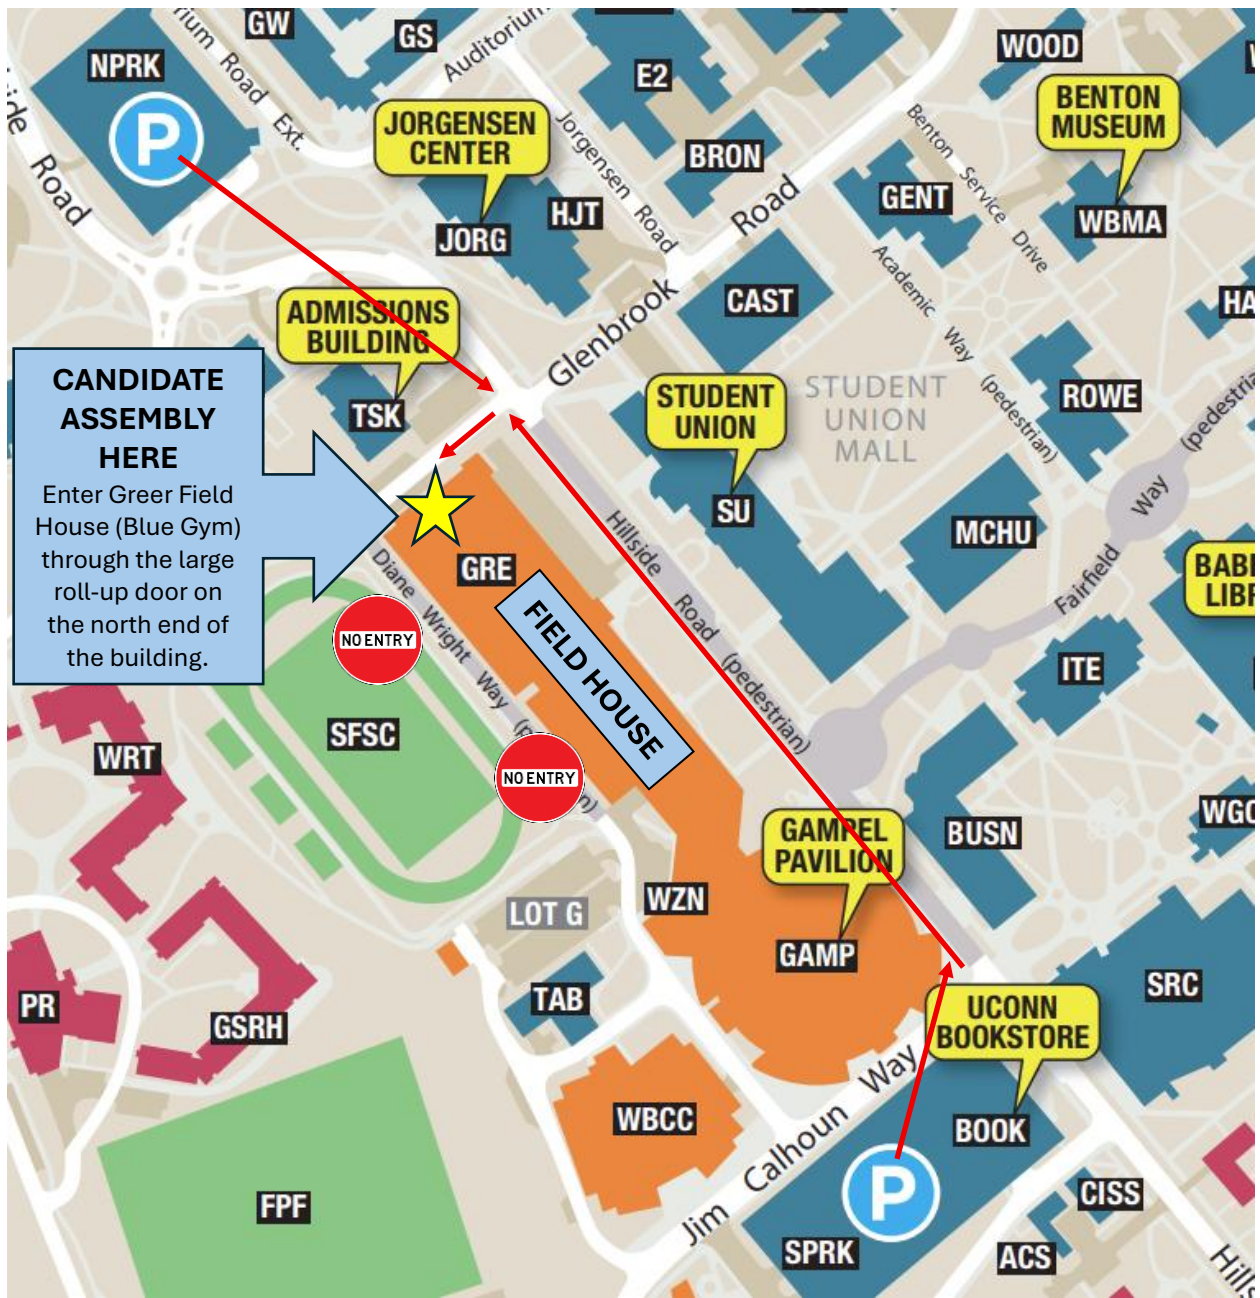 GW
GS
Auditorium
NPRK
P
Road Ext.
Road
E2
WOOD
BENTON
MUSEUM
JORGENSEN
CENTER
Jorgensen Road
BRON
Benton Service Drive
GENT
WBMA
HJT
JORG
Glenbrook Road
CAST
Academic Way (pedestrian)
ADMISSIONS
BUILDING
TSK
STUDENT
UNION
STUDENT
UNION
MALL
ROWE
CANDIDATE
ASSEMBLY
HERE
Enter Greer Field
House (Blue Gym)
through the large
roll-up door on
the north end of
the building.
SU
MCHU
Fairfield Way
GRE
Hillside Road (pedestrian)
Diane Wright Way
FIELD HOUSE
NO ENTRY
NO ENTRY
ITE
SFSC
WRT
GAMPEL
PAVILION
BUSN
WZN
LOT G
GAMP
SRC
PR
GSRH
TAB
UCONN
BOOKSTORE
WBCC
Jim Calhoun Way
BOOK
P
FPF
CISS
SPRK
ACS